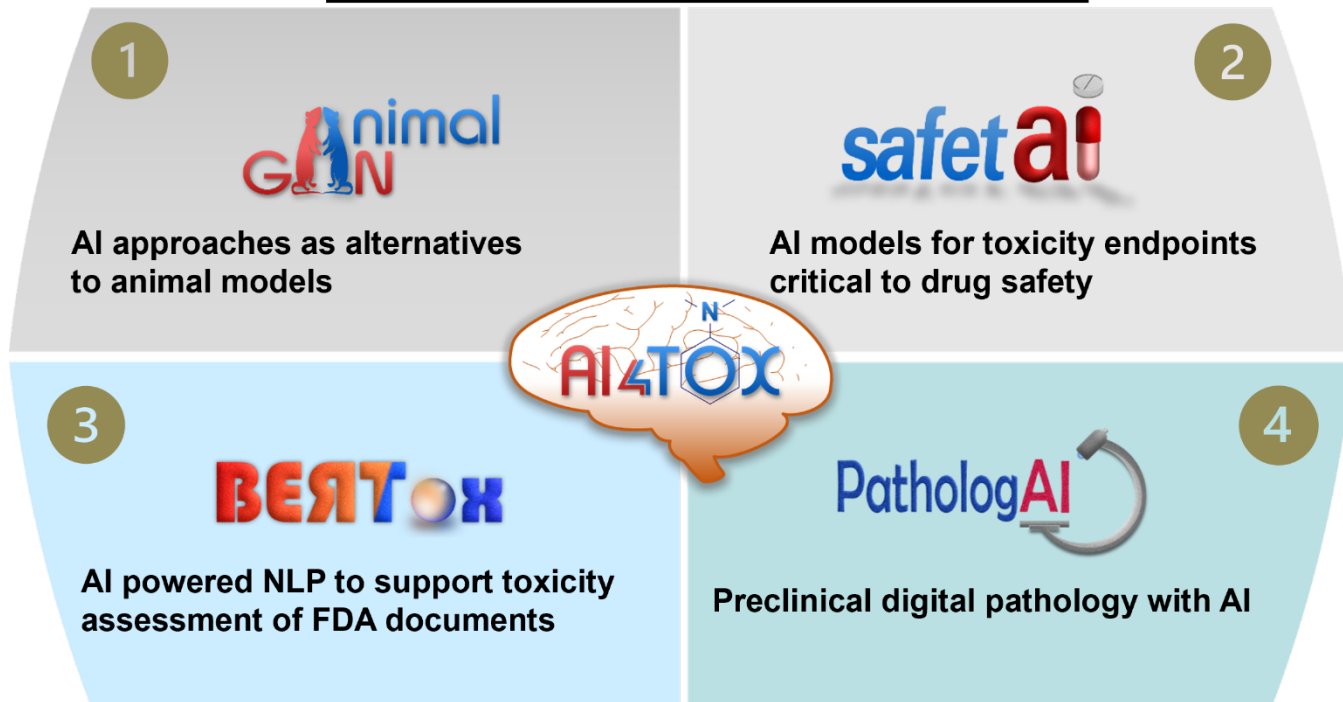 1
Animal
GAN
AI approaches as alternatives
to animal models
2
safetAI
AI models for toxicity endpoints
critical to drug safety
N
AI4TOX
3
BERTox
AI powered NLP to support toxicity
assessment of FDA documents
4
PathologAI
Preclinical digital pathology with AI